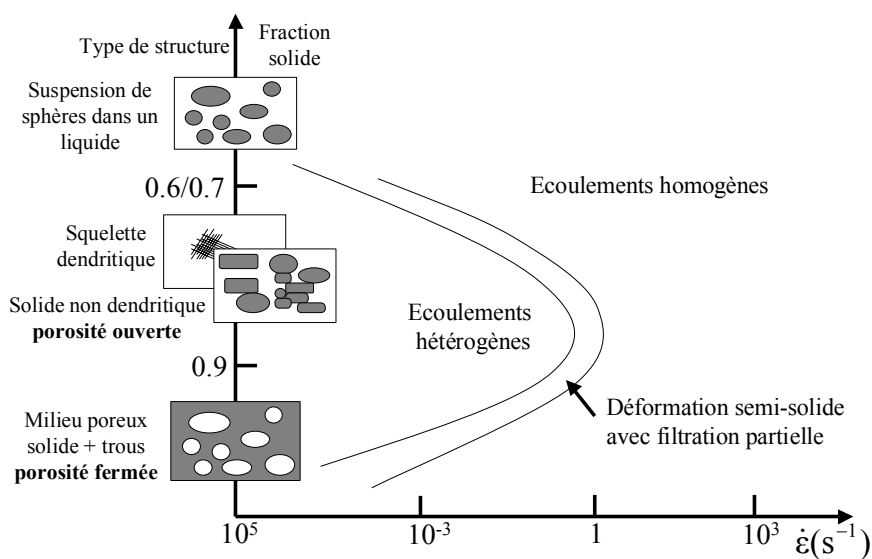 Type de structure
Fraction
solide
Suspension de
sphères dans un
liquide
0.6/0.7
Ecoulements homogènes
Squelette
dendritique
Solide non dendritique
porosité ouverte
Ecoulements
hétérogènes
0.9
Milieu poreux
solide + trous
porosité fermée
Déformation semi-solide
avec filtration partielle
10⁵
10⁻³
1
10³
ε̇(s⁻¹)